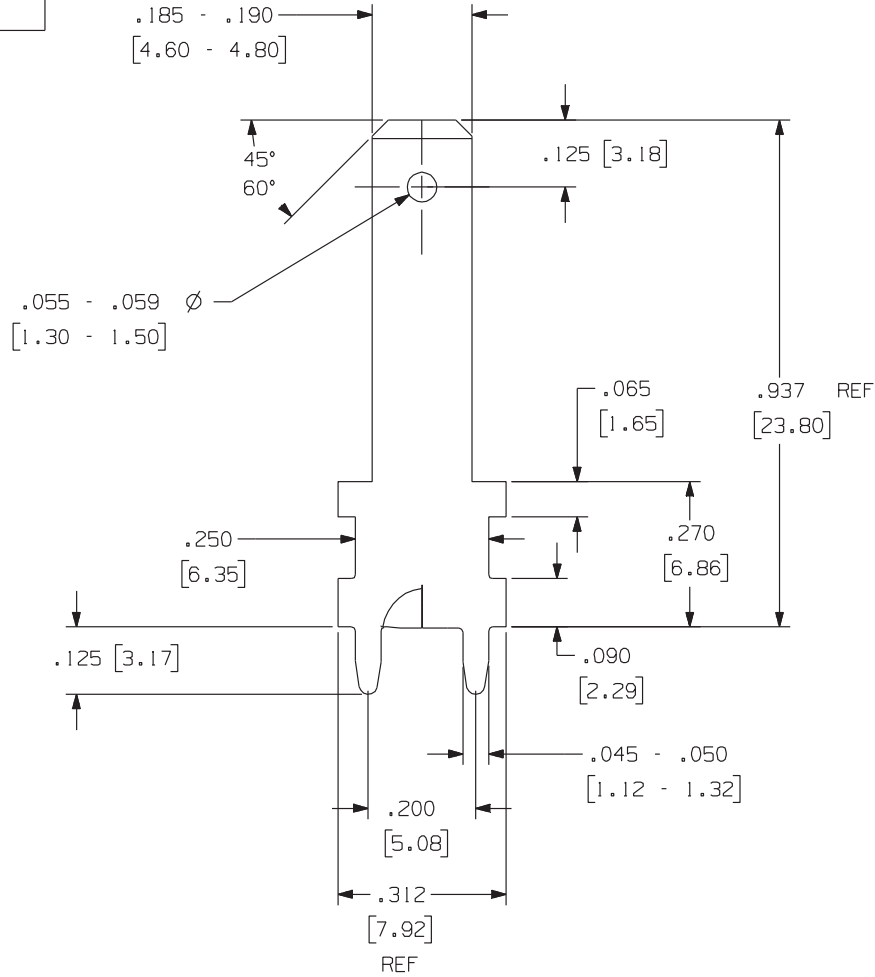 .185 - .190
[4.60 - 4.80]
45°
60°
.125 [3.18]
.055 - .059 Ø
[1.30 - 1.50]
.065
[1.65]
.937 REF
[23.80]
.250
[6.35]
.270
[6.86]
.125 [3.17]
.090
[2.29]
.045 - .050
[1.12 - 1.32]
.200
[5.08]
.312
[7.92]
REF